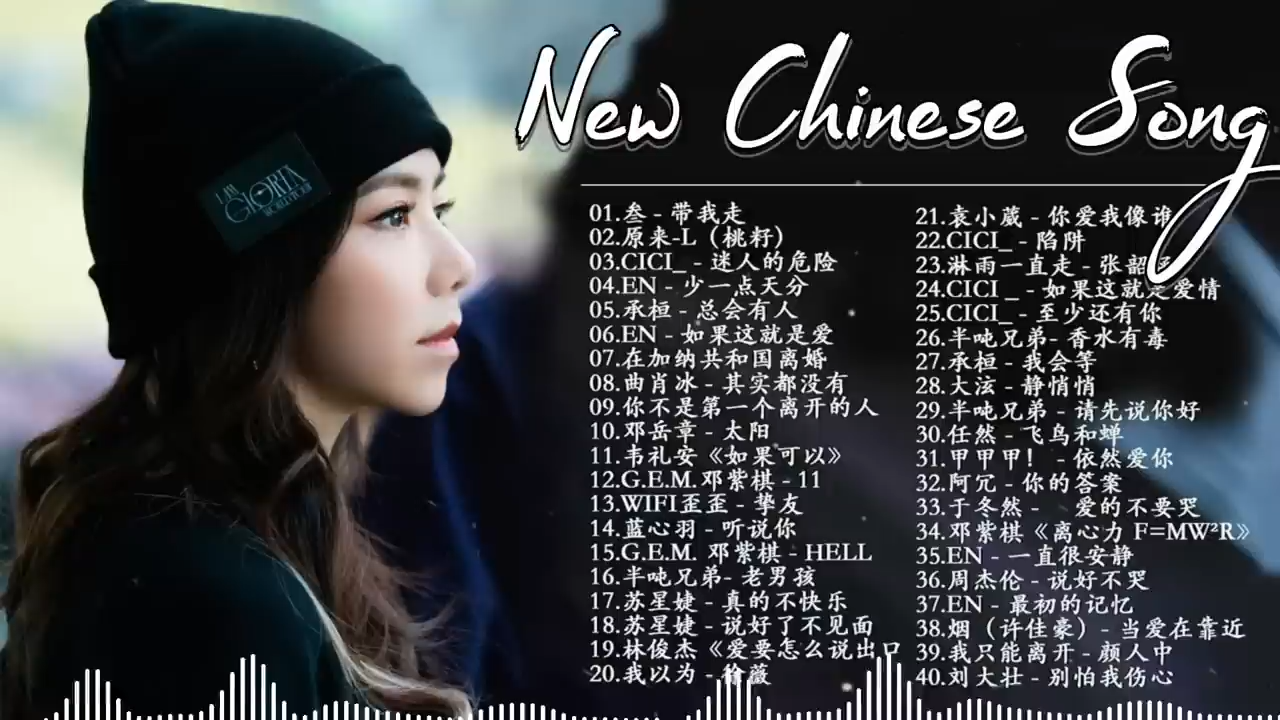 New Chinese Song
I AM
GLORIA
WORLD TOUR
01.叁 - 带我走
02.原来-L（桃籽）
03.CICI_ - 迷人的危险
04.EN - 少一点天分
05.承桓 - 总会有人
06.EN - 如果这就是爱
07.在加纳共和国离婚
08.曲肖冰 - 其实都没有
09.你不是第一个离开的人
10.邓岳章 - 太阳
11.韦礼安《如果可以》
12.G.E.M.邓紫棋 - 11
13.WIFI歪歪 - 挚友
14.蓝心羽 - 听说你
15.G.E.M. 邓紫棋 - HELL
16.半吨兄弟- 老男孩
17.苏星婕 - 真的不快乐
18.苏星婕 - 说好了不见面
19.林俊杰《爱要怎么说出口
20.我以为 - 徐薇
21.袁小葳 - 你爱我像谁
22.CICI_ - 陷阱
23.淋雨一直走 - 张韶涵
24.CICI _ - 如果这就是爱情
25.CICI_ - 至少还有你
26.半吨兄弟- 香水有毒
27.承桓 - 我会等
28.大泫 - 静悄悄
29.半吨兄弟 - 请先说你好
30.任然 - 飞鸟和蝉
31.甲甲甲！ - 依然爱你
32.阿冗 - 你的答案
33.于冬然 - 爱的不要哭
34.邓紫棋《离心力 F=MW²R》
35.EN - 一直很安静
36.周杰伦 - 说好不哭
37.EN - 最初的记忆
38.烟（许佳豪）- 当爱在靠近
39.我只能离开 - 颜人中
40.刘大壮 - 别怕我伤心